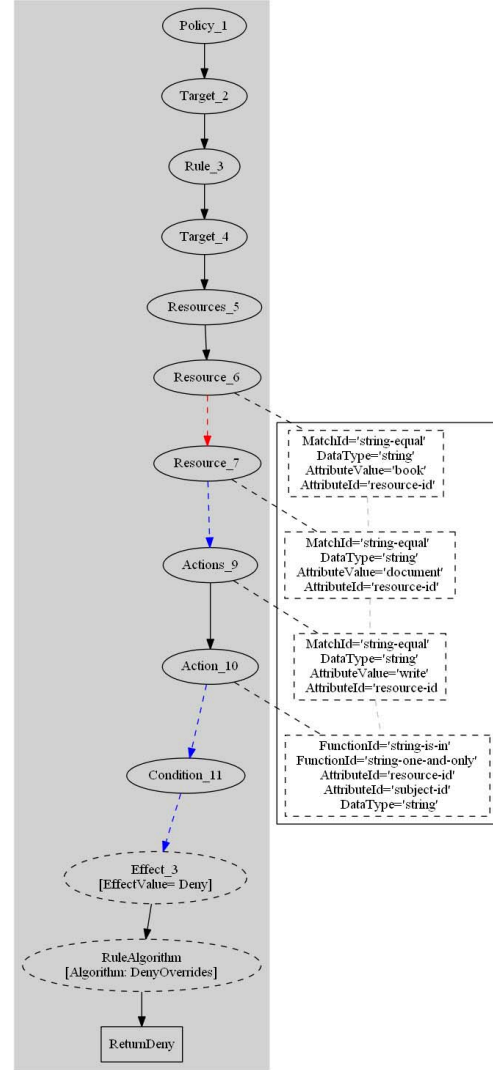 Policy_1
Target_2
Rule_3
Target_4
Resources_5
Resource_6
MatchId='string-equal'
DataType='string'
AttributeValue='book'
AttributeId='resource-id'
Resource_7
MatchId='string-equal'
DataType='string'
AttributeValue='document'
AttributeId='resource-id'
Actions_9
MatchId='string-equal'
DataType='string'
AttributeValue='write'
AttributeId='resource-id
Action_10
FunctionId='string-is-in'
FunctionId='string-one-and-only'
AttributeId='resource-id'
AttributeId='subject-id'
DataType='string'
Condition_11
Effect_3
[EffectValue= Deny]
RuleAlgorithm
[Algorithm: DenyOverrides]
ReturnDeny